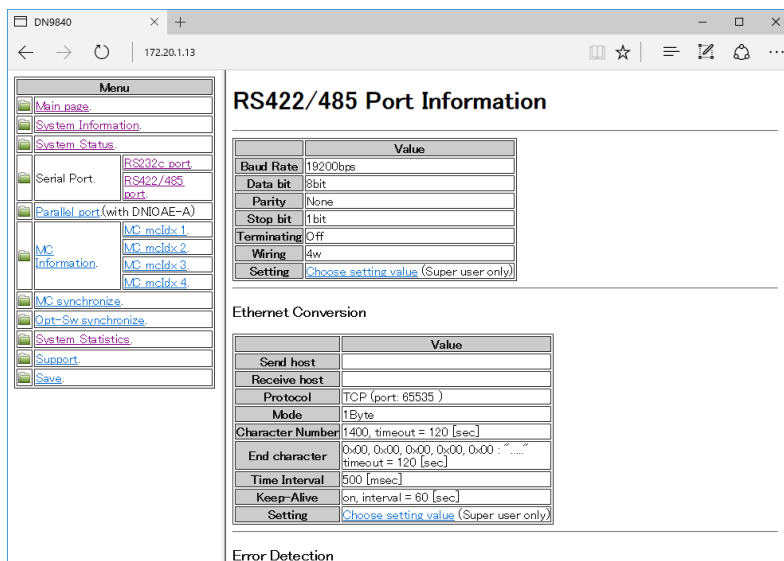 DN9840
172.20.1.13
Menu
Main page.
System Information.
System Status.
Serial Port.
RS232c port.
RS422/485
port.
Parallel port.(with DNIOAE-A)
MC
Information.
MC mcIdx 1.
MC mcIdx 2.
MC mcIdx 3.
MC mcIdx 4.
MC synchronize.
Opt-Sw synchronize.
System Statistics.
Support.
Save.
RS422/485 Port Information
Value
Baud Rate 19200bps
Data bit 8bit
Parity None
Stop bit 1bit
Terminating Off
Wiring 4w
Setting Choose setting value (Super user only)
Ethernet Conversion
Value
Send host
Receive host
Protocol TCP (port: 65535 )
Mode 1Byte
Character Number 1400, timeout = 120 [sec]
End character 0x00, 0x00, 0x00, 0x00, 0x00 : "....."
timeout = 120 [sec]
Time Interval 500 [msec]
Keep-Alive on, interval = 60 [sec]
Setting Choose setting value (Super user only)
Error Detection